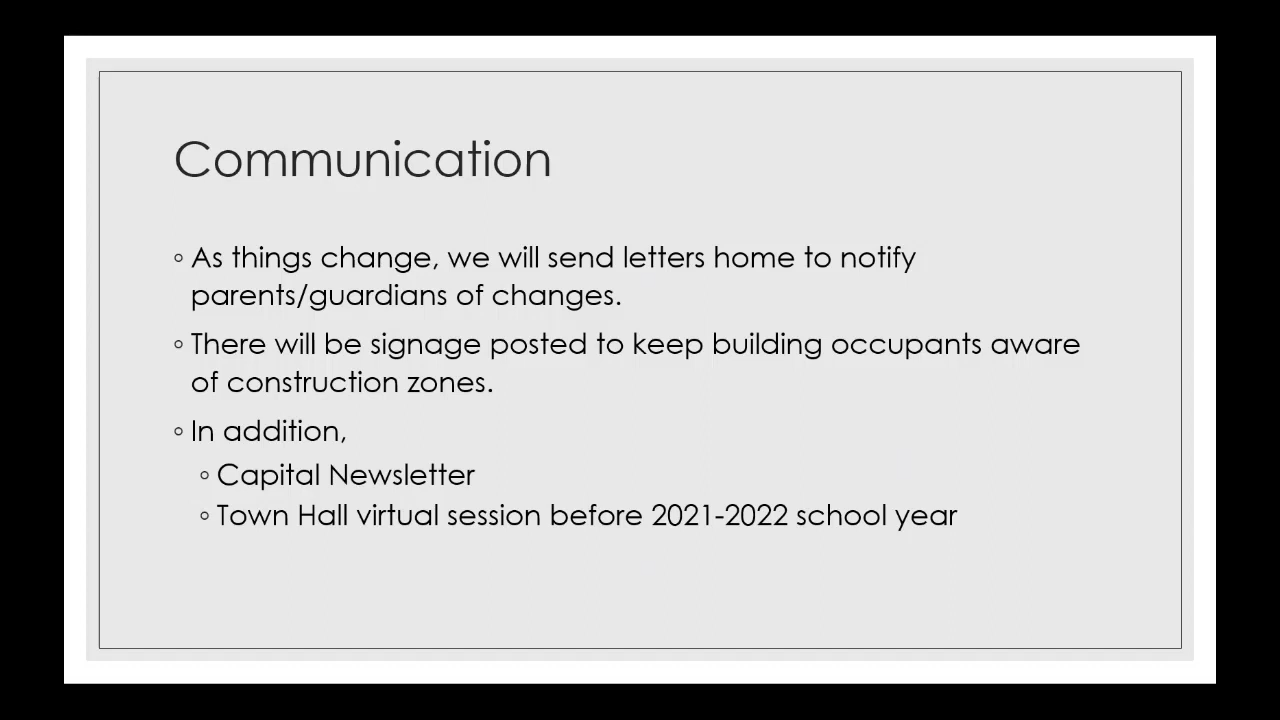 Communication
◦ As things change, we will send letters home to notify
parents/guardians of changes.
◦ There will be signage posted to keep building occupants aware
of construction zones.
◦ In addition,
◦ Capital Newsletter
◦ Town Hall virtual session before 2021-2022 school year